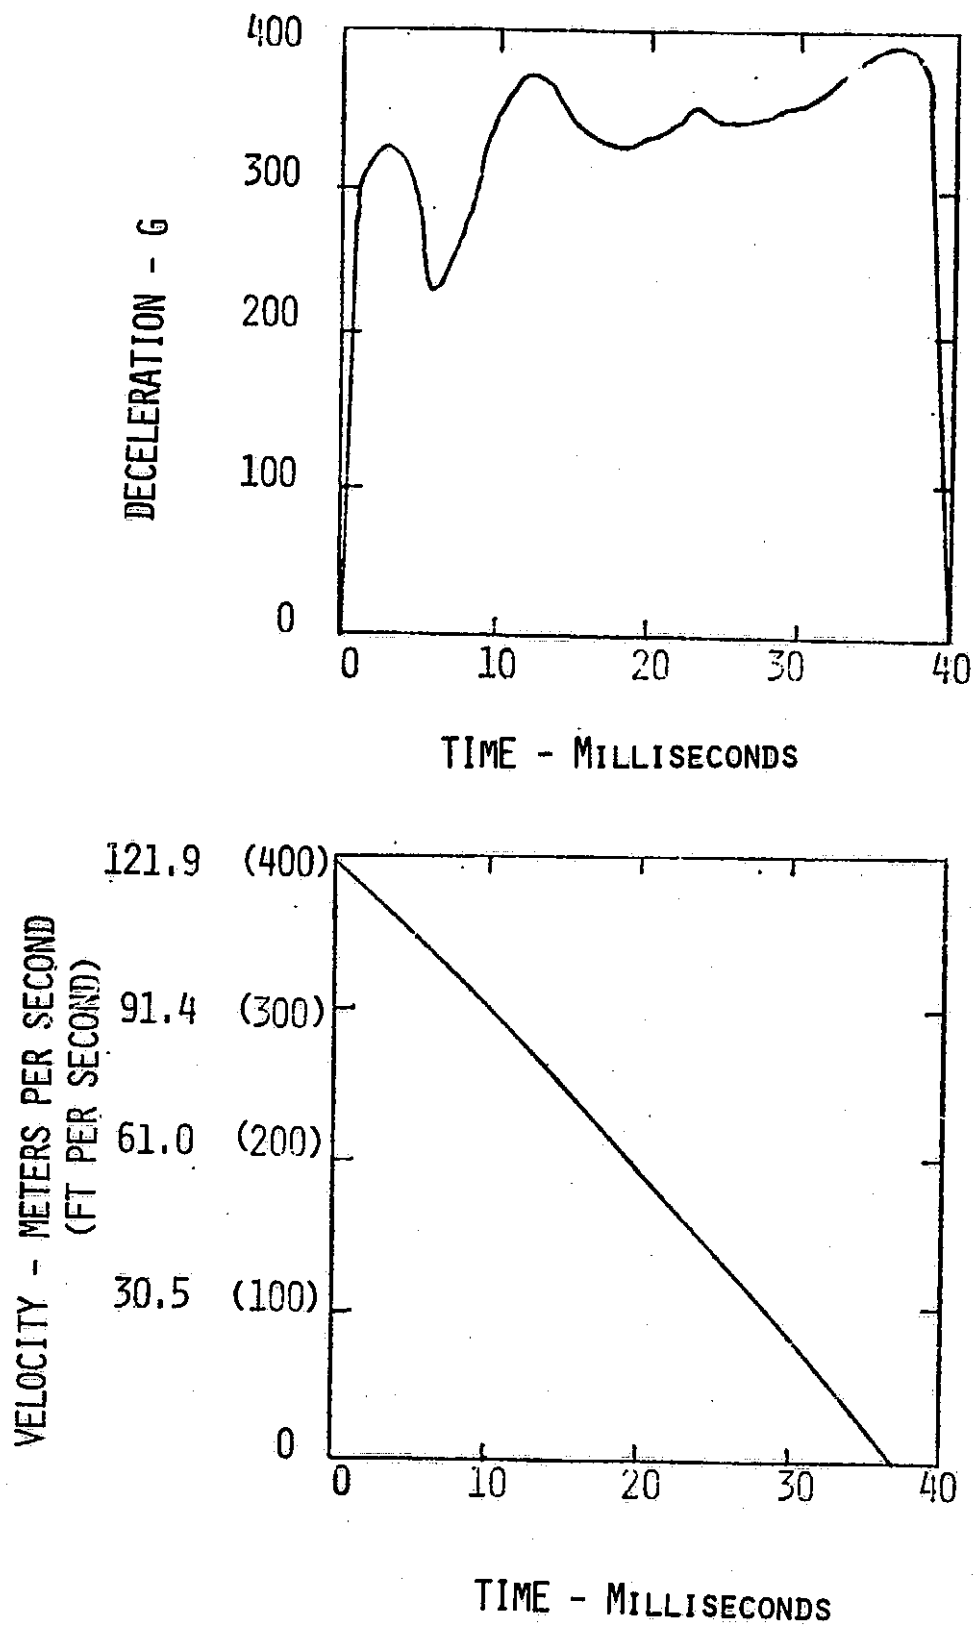 400
300
200
100
0
DECELERATION - G
0 10 20 30 40
TIME - MILLISECONDS
121.9 (400)
91.4 (300)
61.0 (200)
30.5 (100)
0
VELOCITY - METERS PER SECOND
(FT PER SECOND)
0 10 20 30 40
TIME - MILLISECONDS